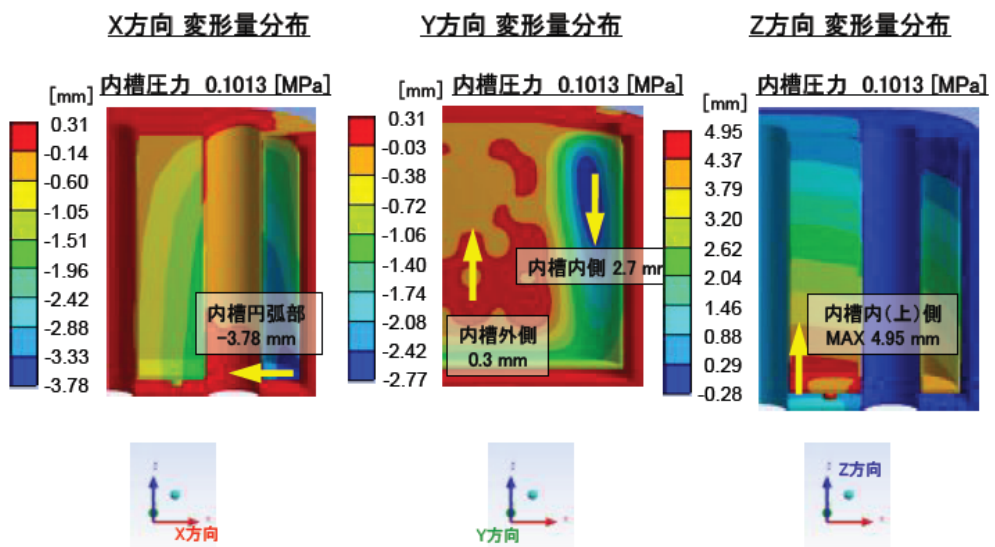 X方向 変形量分布
内槽圧力 0.1013 [MPa]
[mm]
0.31
-0.14
-0.60
-1.05
-1.51
-1.96
-2.42
-2.88
-3.33
-3.78
内槽円弧部
-3.78 mm
X方向
Y方向 変形量分布
内槽圧力 0.1013 [MPa]
[mm]
0.31
-0.03
-0.38
-0.72
-1.06
-1.40
-1.74
-2.08
-2.42
-2.77
内槽内側 2.7 mm
内槽外側
0.3 mm
Y方向
Z方向 変形量分布
内槽圧力 0.1013 [MPa]
[mm]
4.95
4.37
3.79
3.20
2.62
2.04
1.46
0.88
0.29
-0.28
内槽内(上)側
MAX 4.95 mm
Z方向